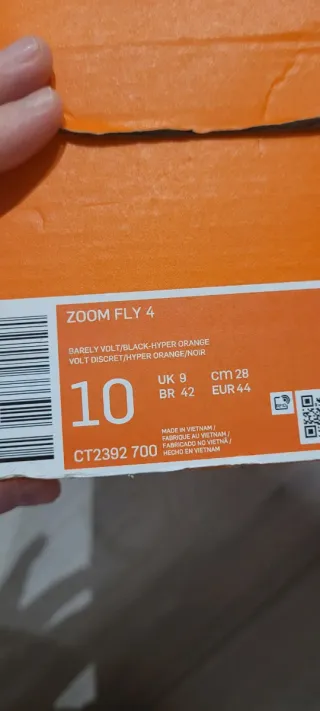 ZOOM FLY 4
BARELY VOLT/BLACK-HYPER ORANGE
VOLT DISCRET/HYPER ORANGE/NOIR
10
UK 9 cm 28
BR 42 EUR 44
CT2392 700
MADE IN VIETNAM /
FABRIQUE AU VIETNAM /
FABRICADO NO VIETNÃ /
HECHO EN VIETNAM